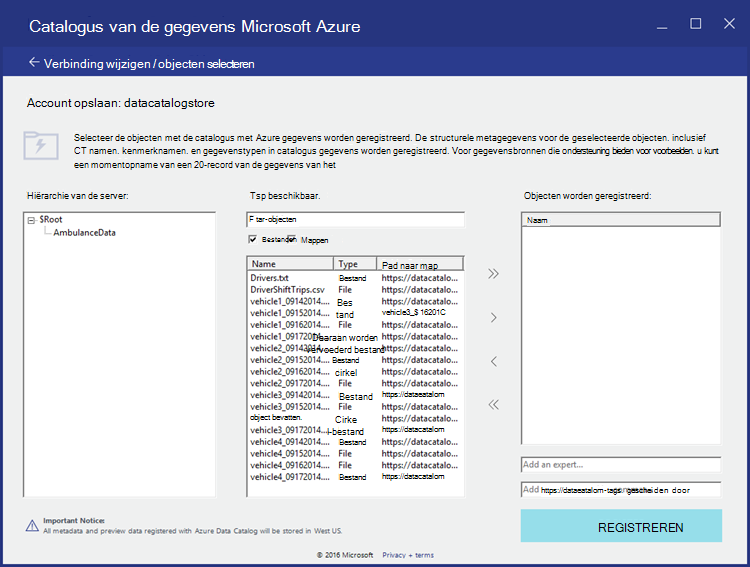 Catalogus van de gegevens Microsoft Azure
← Verbinding wijzigen / objecten selecteren
Account opslaan: datacatalogstore
Selecteer de objecten met de catalogus met Azure gegevens worden geregistreerd. De structurele metagegevens voor de geselecteerde objecten. inclusief
CT namen. kenmerknamen. en gegevenstypen in catalogus gegevens worden geregistreerd. Voor gegevensbronnen die ondersteuning bieden voor voorbeelden. u kunt
een momentopname van een 20-record van de gegevens van het
Hiërarchie van de server:
Tsp beschikbaar.
Objecten worden geregistreerd:
$Root
AmbulanceData
F tar-objecten
Bestanden Mappen
Name Type Pad naar map
Drivers.txt Bestand https://datacatalo...
DriverShiftTrips.csv File https://datacatalo...
vehicle1_09142014.... Bes https://datacatalo...
vehicle1_09152014.... tand vehicle3_$ 16201C
vehicle1_09162014.... File https://datacatalo...
vehicle1_09172014 Daaraan worden https://datacatalo...
vehicle2_09142014 vervoederd bestand https://datacatalo...
vehicle2_09152014.... Bestand https://datacatalo...
vehicle2_09162014.... cirkel https://datacatalo...
vehicle2_09172014.... File https://datacatalo...
vehicle3_09142014.... Bestand https://dataeatalom
vehicle3_09152014.... File https://datacatalo...
object bevatten. Cirke https://datacatalo...
vehicle3_09172014.... l-bestand https://datacatalom
vehicle4_09142014.... Bestand https://datacatalo...
vehicle4_09152014.... File https://datacatalo...
vehicle4_09162014.... File https://datacatalo...
vehicle4_09172014.... Bestand https://datacatalom
Naam
Add an expert...
Add https://dataeatalom-tags gescheiden door
REGISTREREN
Important Notice:
All metadata and preview data registered with Azure Data Catalog will be stored in West US.
© 2016 Microsoft Privacy + terms